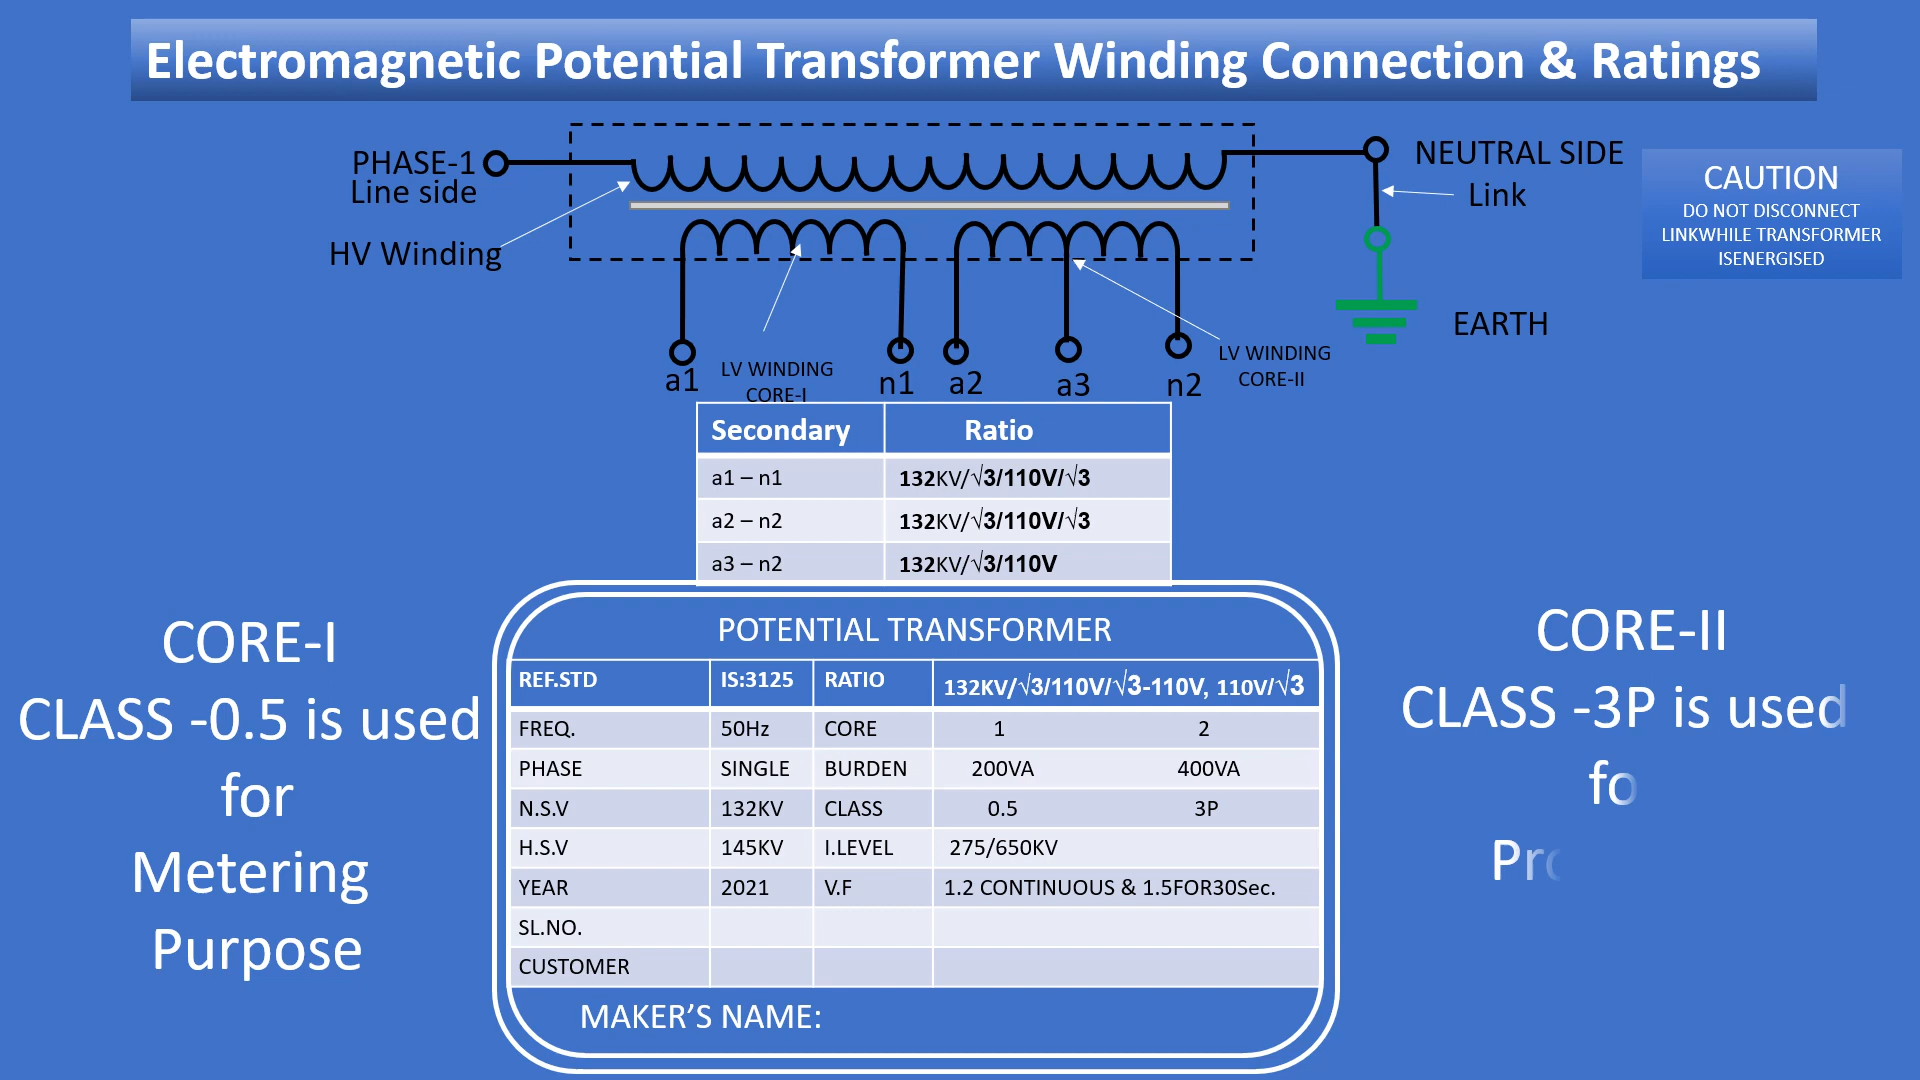 Electromagnetic Potential Transformer Winding Connection & Ratings
PHASE-1
Line side
HV Winding
NEUTRAL SIDE
Link
EARTH
CAUTION
DO NOT DISCONNECT
LINKWHILE TRANSFORMER
ISENERGISED
a1
LV WINDING
CORE-I
n1
a2
a3
n2
LV WINDING
CORE-II
Secondary Ratio
a1 – n1 132KV/√3/110V/√3
a2 – n2 132KV/√3/110V/√3
a3 – n2 132KV/√3/110V
CORE-I
CLASS -0.5 is used
for
Metering
Purpose
POTENTIAL TRANSFORMER
REF.STD IS:3125 RATIO 132KV/√3/110V/√3-110V, 110V/√3
FREQ. 50Hz CORE 1 2
PHASE SINGLE BURDEN 200VA 400VA
N.S.V 132KV CLASS 0.5 3P
H.S.V 145KV I.LEVEL 275/650KV
YEAR 2021 V.F 1.2 CONTINUOUS & 1.5FOR30Sec.
SL.NO.
CUSTOMER
MAKER’S NAME:
CORE-II
CLASS -3P is used
fo
Pro